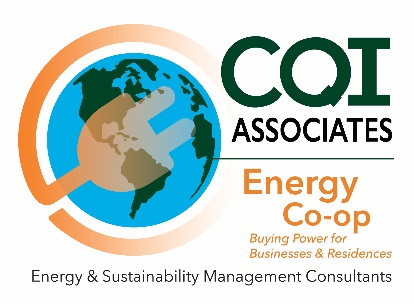 CQI
ASSOCIATES
Energy
Co-op
Buying Power for
Businesses & Residences
Energy & Sustainability Management Consultants